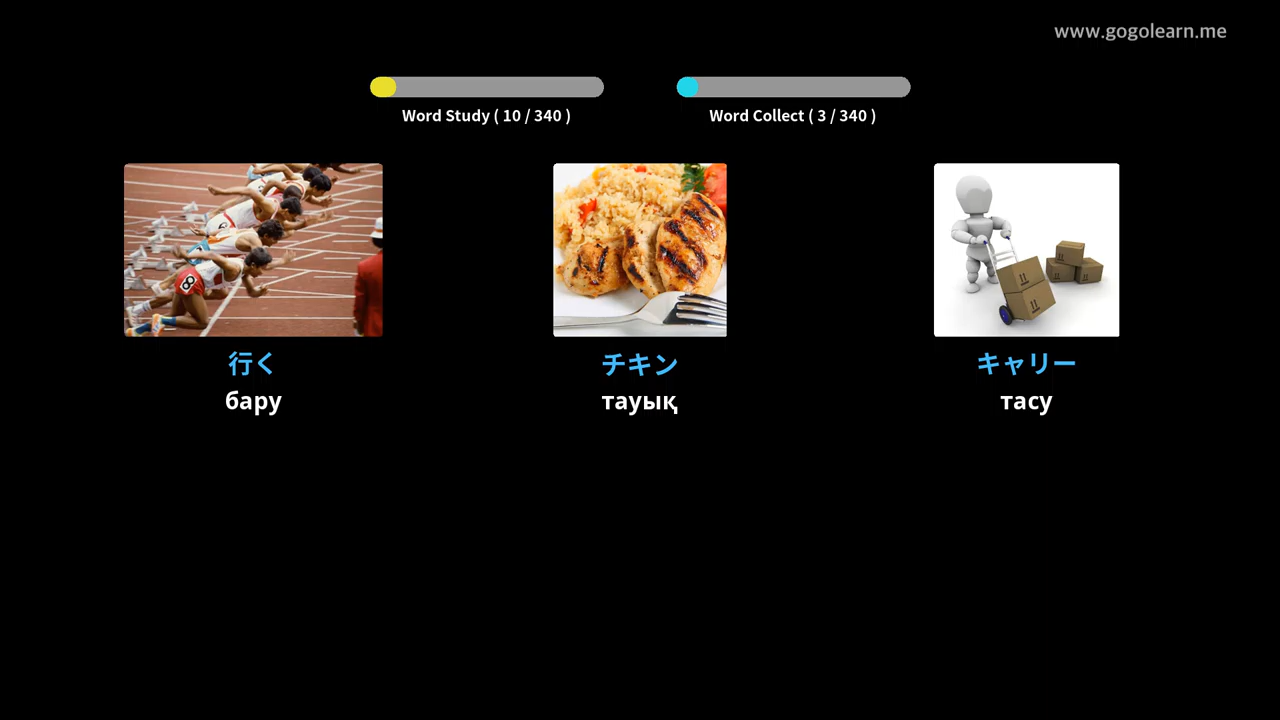 www.gogolearn.me
Word Study ( 10 / 340 )
Word Collect ( 3 / 340 )
行く
бару
チキン
тауық
キャリー
тасу